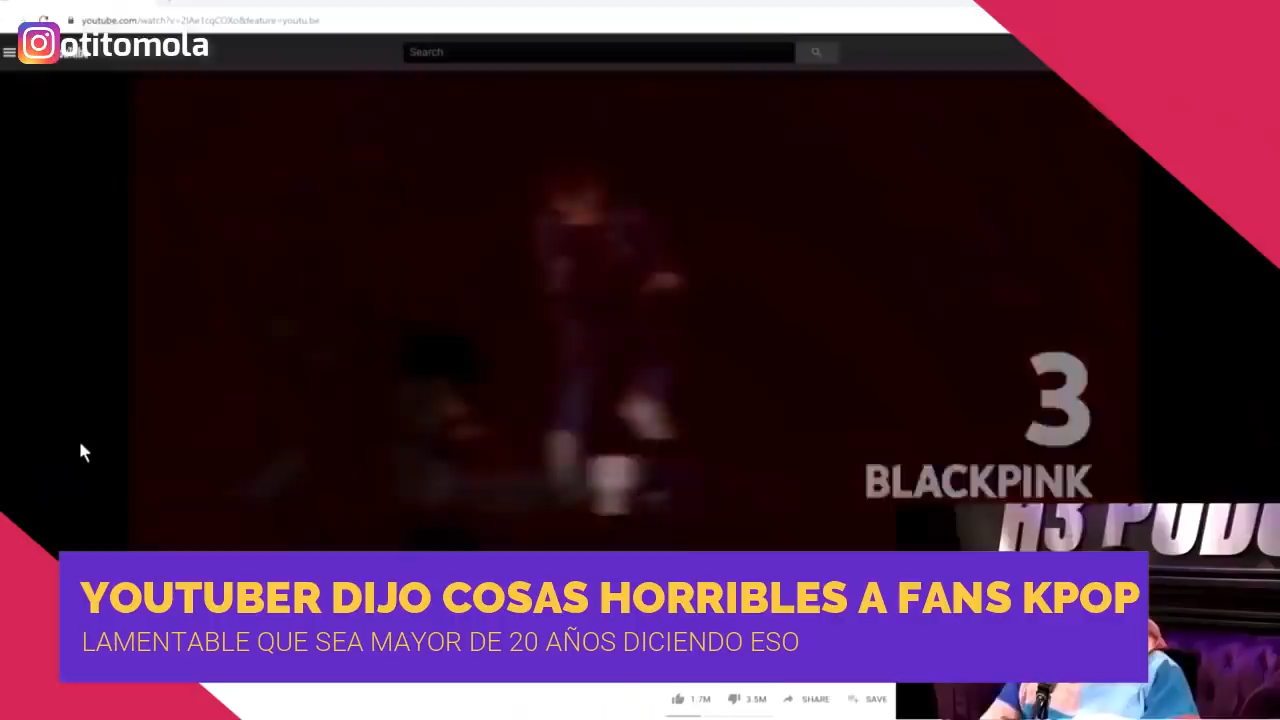 youtube.com/watch?v=2lAe1cqCOXo&feature=youtu.be
ofitomola
Search
3
BLACKPINK
H3 PODC
YOUTUBER DIJO COSAS HORRIBLES A FANS KPOP
LAMENTABLE QUE SEA MAYOR DE 20 AÑOS DICIENDO ESO
1.7M 3.5M SHARE SAVE